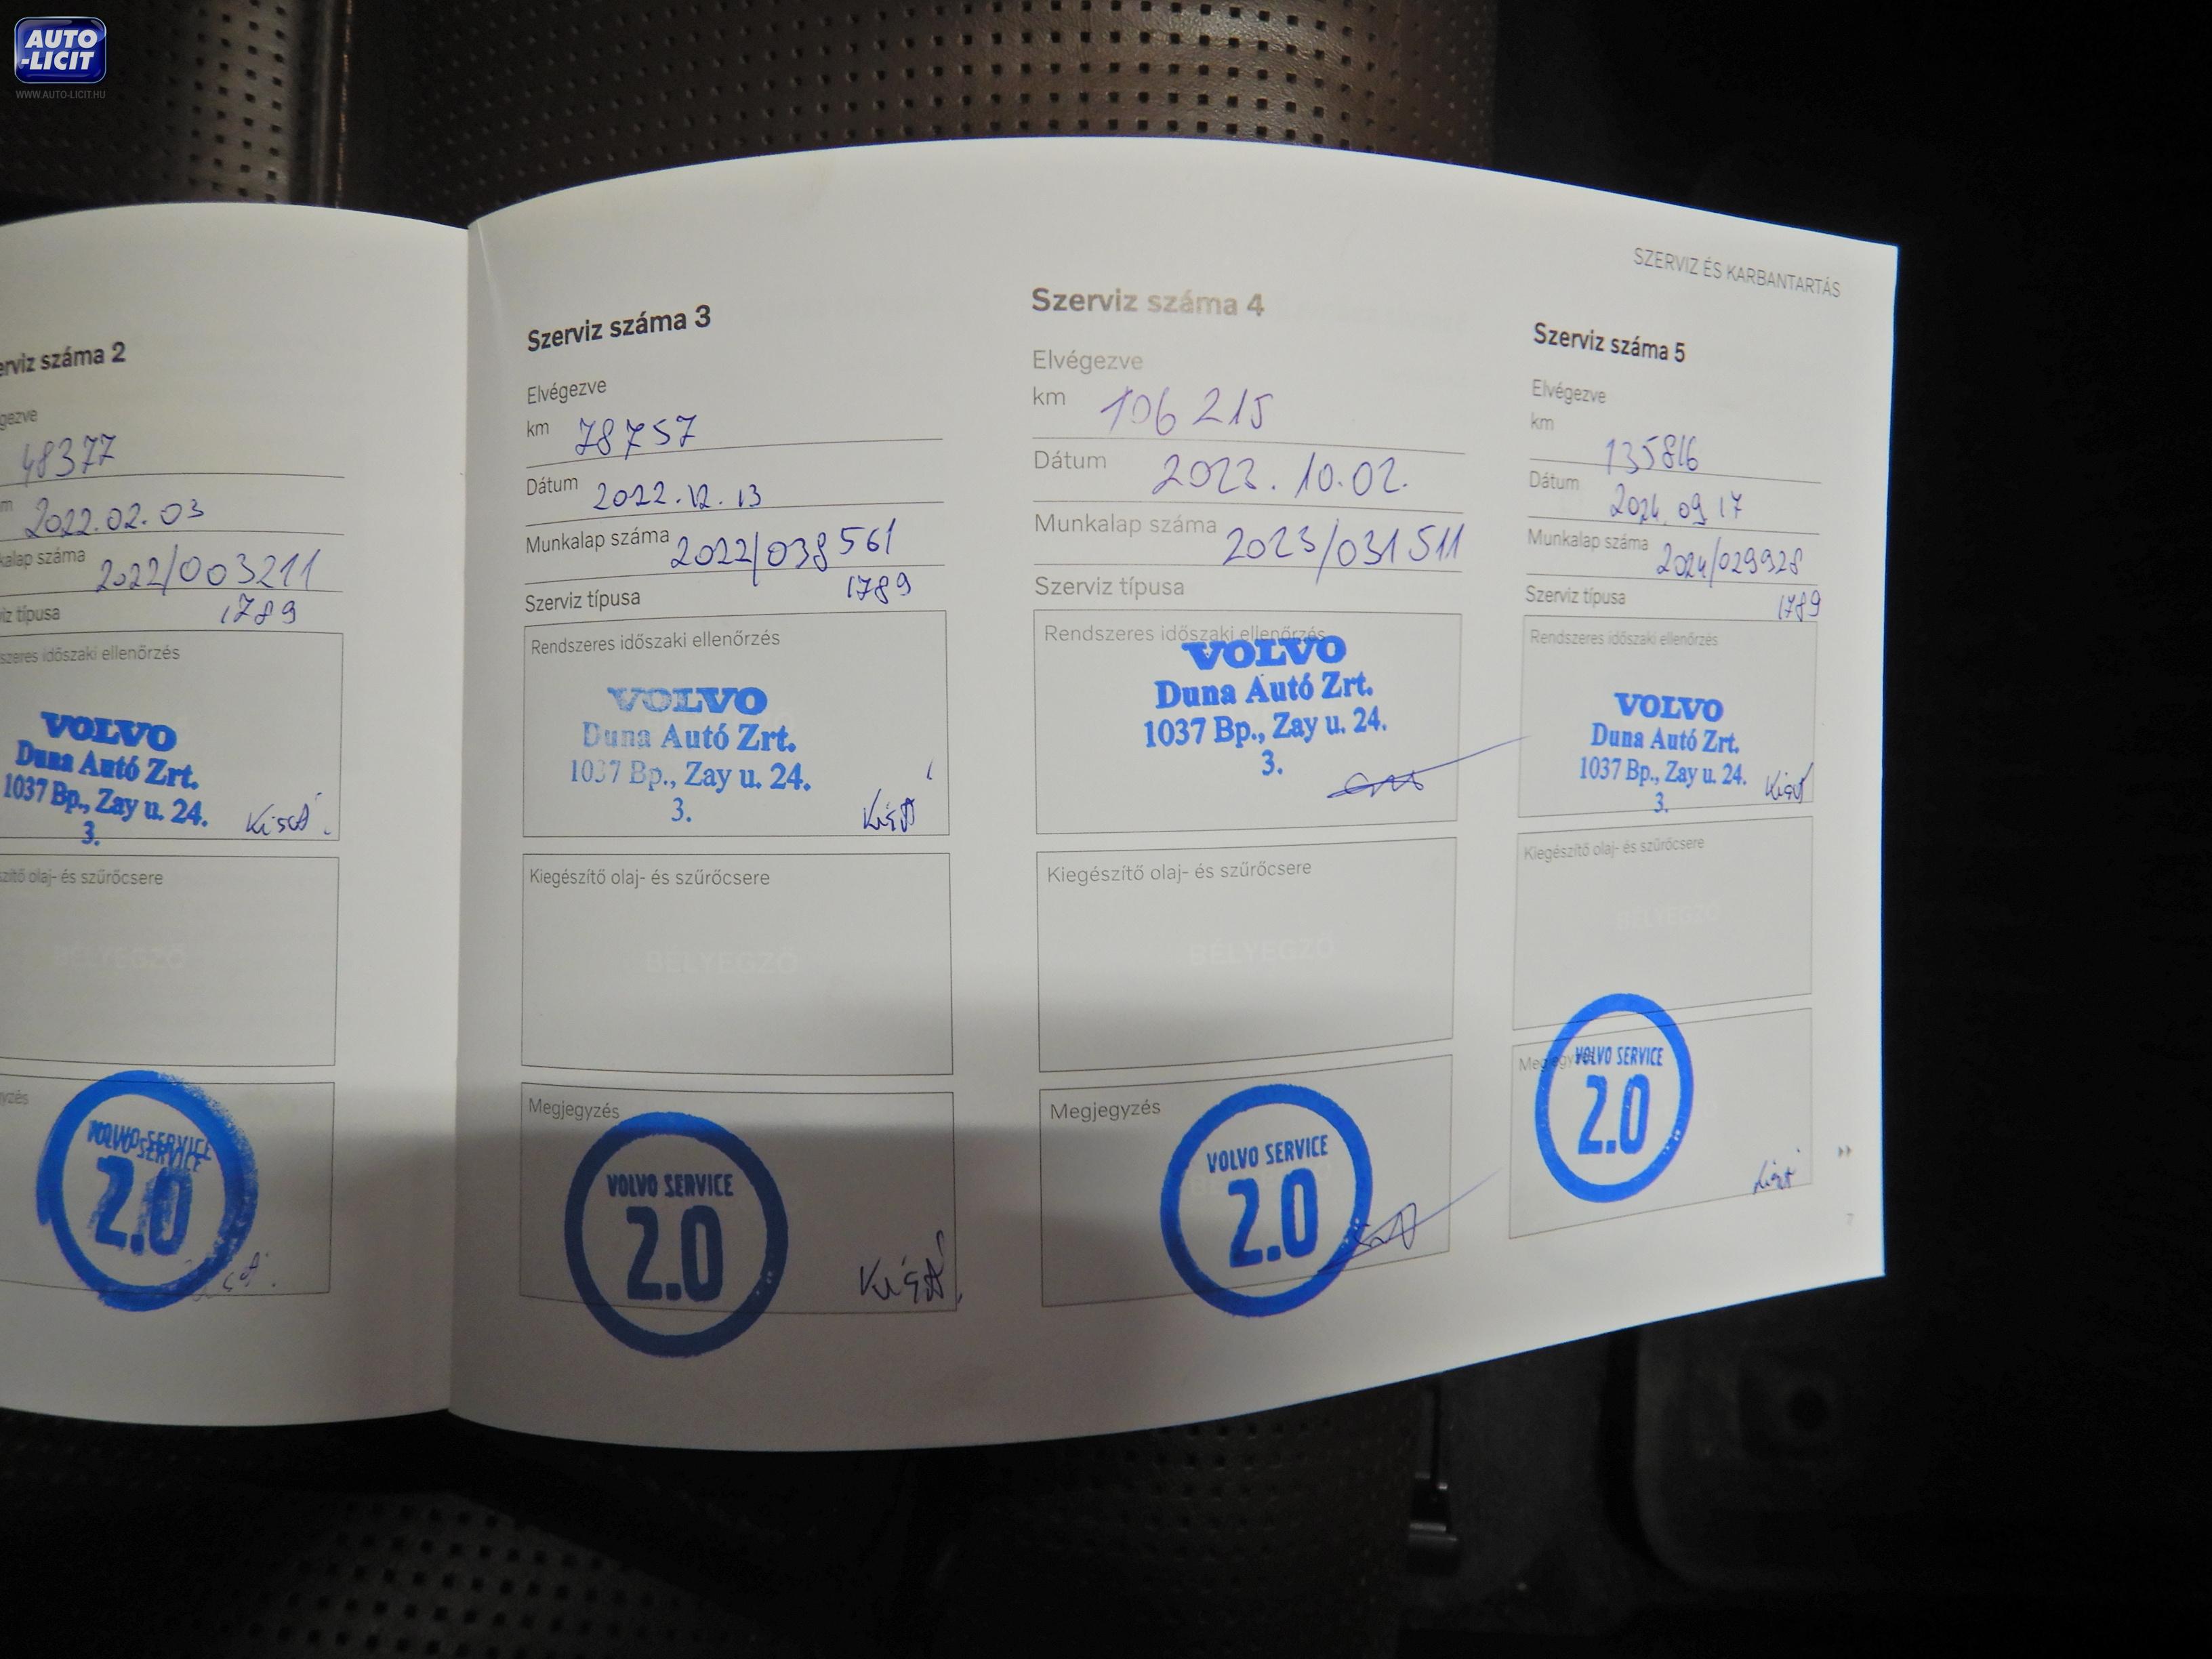 AUTO
-LICIT
WWW.AUTO-LICIT.HU
SZERVIZ ÉS KARBANTARTÁS
erviz száma 2
gezve
48377
m 2022.02.03
kalap száma 2022/003211
viz típusa 1789
szeres időszaki ellenőrzés
VOLVO
Duna Autó Zrt.
1037 Bp., Zay u. 24.
3.
szítő olaj- és szűrőcsere
BÉLYEGZŐ
yzés
VOLVO SERVICE
2.0
Szerviz száma 3
Elvégezve
km 78757
Dátum 2022.12.13
Munkalap száma 2022/038561
Szerviz típusa 1789
Rendszeres időszaki ellenőrzés
VOLVO
Duna Autó Zrt.
1037 Bp., Zay u. 24.
3.
Kiegészítő olaj- és szűrőcsere
BÉLYEGZŐ
Megjegyzés
VOLVO SERVICE
2.0
Szerviz száma 4
Elvégezve
km 106215
Dátum 2023.10.02.
Munkalap száma 2023/031511
Szerviz típusa
Rendszeres időszaki ellenőrzés
VOLVO
Duna Autó Zrt.
1037 Bp., Zay u. 24.
3.
Kiegészítő olaj- és szűrőcsere
BÉLYEGZŐ
Megjegyzés
VOLVO SERVICE
2.0
Szerviz száma 5
Elvégezve
km
135816
Dátum 2024.09.17
Munkalap száma 2024/029928
Szerviz típusa 1789
Rendszeres időszaki ellenőrzés
VOLVO
Duna Autó Zrt.
1037 Bp., Zay u. 24.
3.
Kiegészítő olaj- és szűrőcsere
BÉLYEGZŐ
Megjegyzés
VOLVO SERVICE
2.0
7